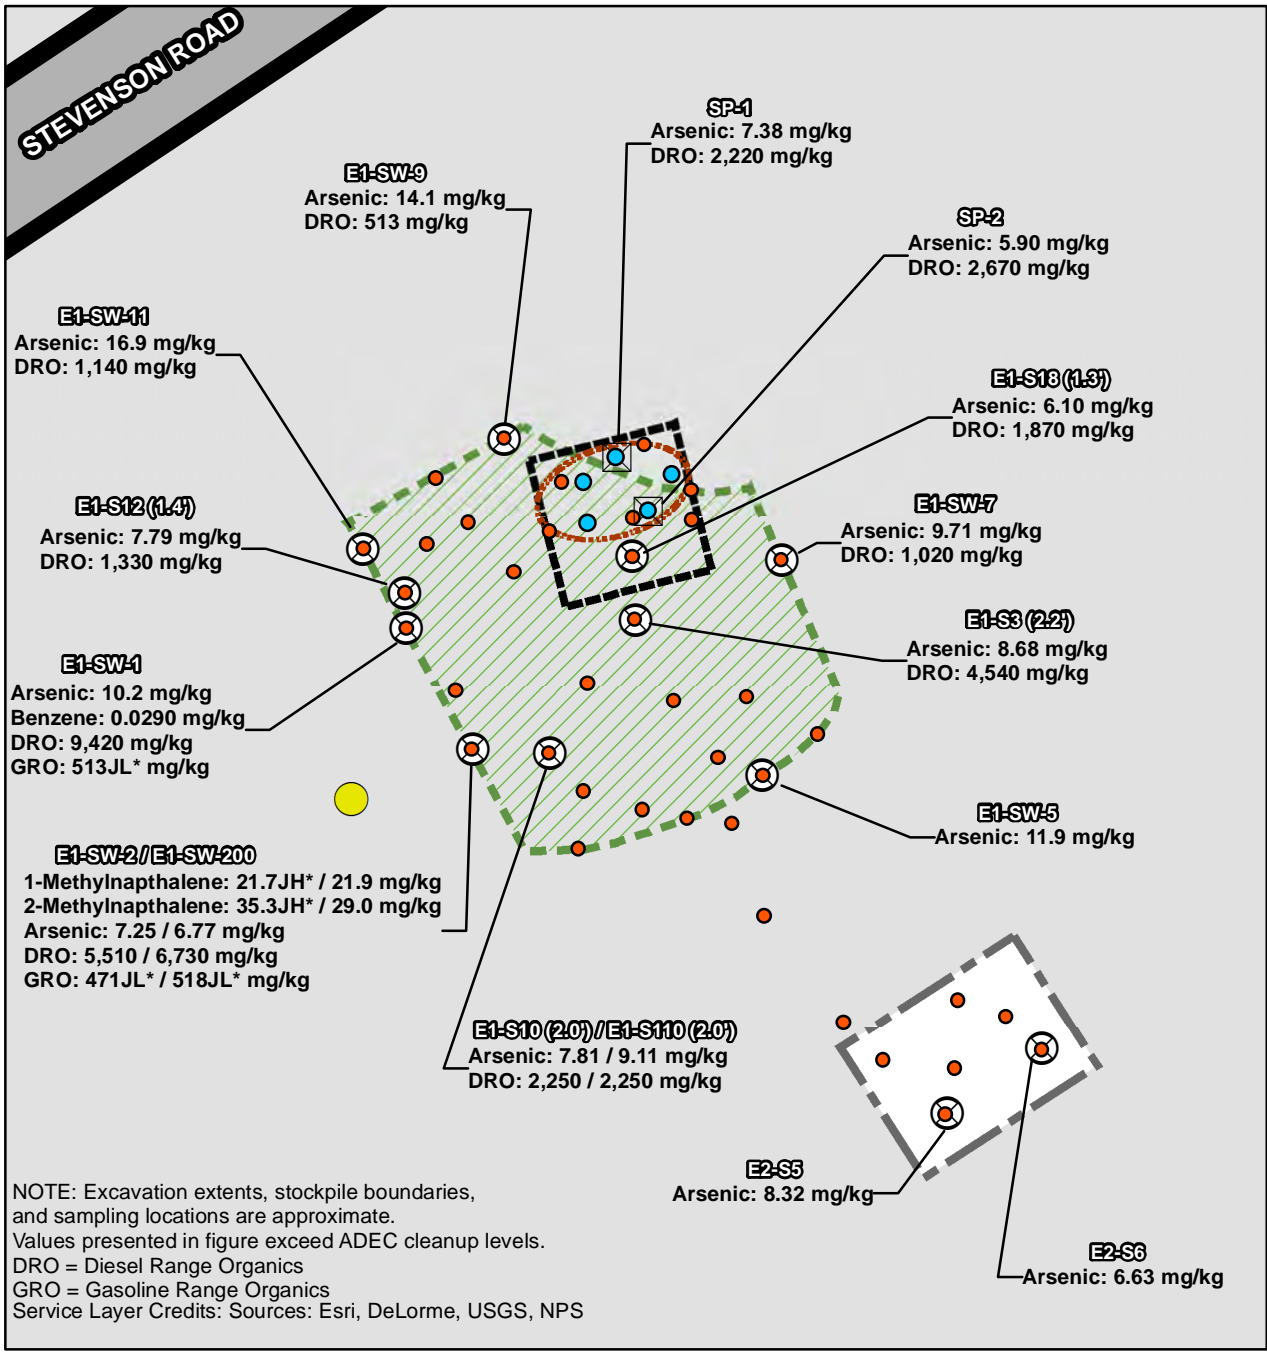 STEVENSON ROAD
SP-1
Arsenic: 7.38 mg/kg
DRO: 2,220 mg/kg
E1-SW-9
Arsenic: 14.1 mg/kg
DRO: 513 mg/kg
SP-2
Arsenic: 5.90 mg/kg
DRO: 2,670 mg/kg
E1-SW-11
Arsenic: 16.9 mg/kg
DRO: 1,140 mg/kg
E1-S18 (1.3')
Arsenic: 6.10 mg/kg
DRO: 1,870 mg/kg
E1-S12 (1.4')
Arsenic: 7.79 mg/kg
DRO: 1,330 mg/kg
E1-SW-7
Arsenic: 9.71 mg/kg
DRO: 1,020 mg/kg
E1-S3 (2.2')
Arsenic: 8.68 mg/kg
DRO: 4,540 mg/kg
E1-SW-1
Arsenic: 10.2 mg/kg
Benzene: 0.0290 mg/kg
DRO: 9,420 mg/kg
GRO: 513JL* mg/kg
E1-SW-5
Arsenic: 11.9 mg/kg
E1-SW-2 / E1-SW-200
1-Methylnapthalene: 21.7JH* / 21.9 mg/kg
2-Methylnapthalene: 35.3JH* / 29.0 mg/kg
Arsenic: 7.25 / 6.77 mg/kg
DRO: 5,510 / 6,730 mg/kg
GRO: 471JL* / 518JL* mg/kg
E1-S10 (2.0') / E1-S110 (2.0')
Arsenic: 7.81 / 9.11 mg/kg
DRO: 2,250 / 2,250 mg/kg
E2-S5
Arsenic: 8.32 mg/kg
E2-S6
Arsenic: 6.63 mg/kg
NOTE: Excavation extents, stockpile boundaries,
and sampling locations are approximate.
Values presented in figure exceed ADEC cleanup levels.
DRO = Diesel Range Organics
GRO = Gasoline Range Organics
Service Layer Credits: Sources: Esri, DeLorme, USGS, NPS